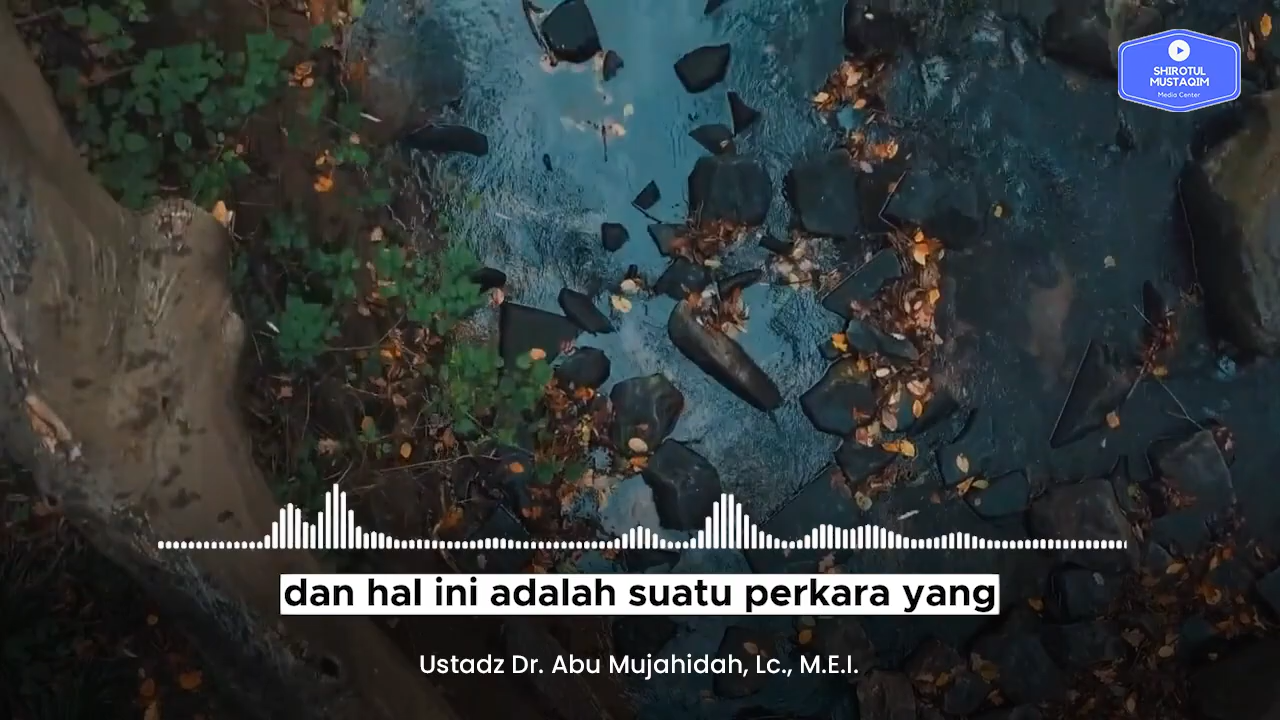 SHIROTUL
MUSTAQIM
Media Center
dan hal ini adalah suatu perkara yang
Ustadz Dr. Abu Mujahidah, Lc., M.E.I.